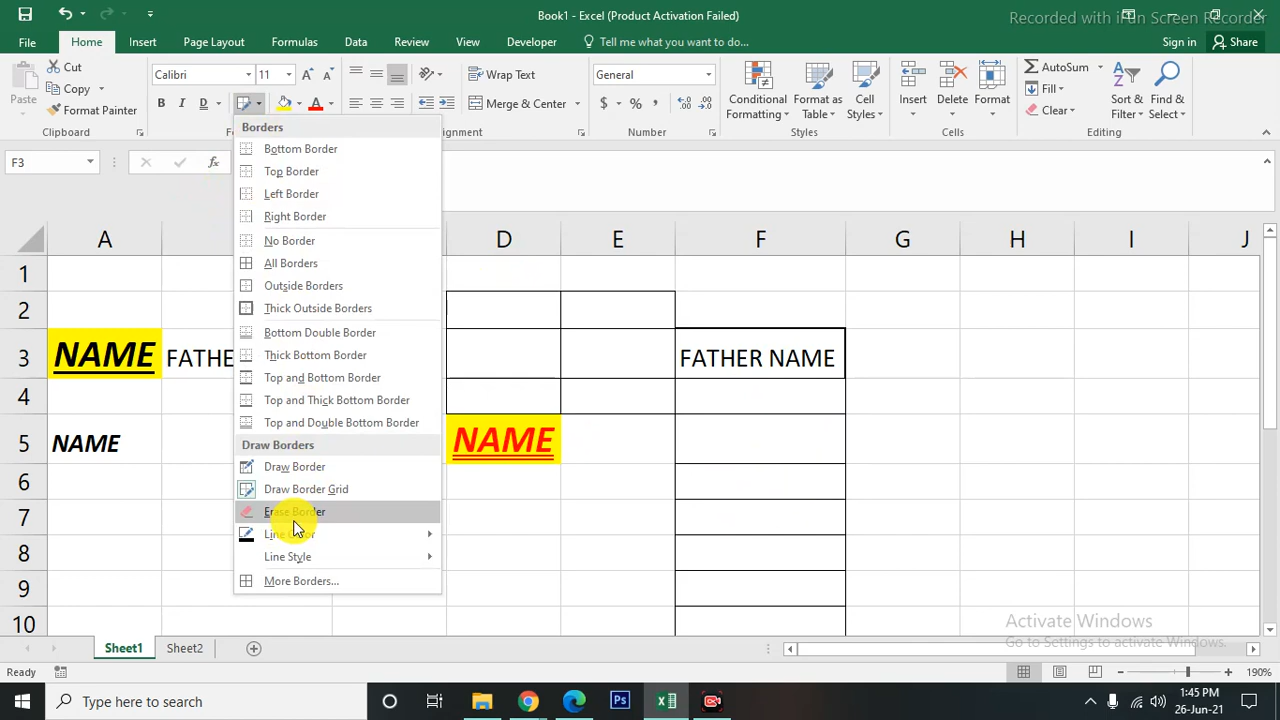 Book1 - Excel (Product Activation Failed)
Recorded with iTop Screen Recorder
File Home Insert Page Layout Formulas Data Review View Developer Tell me what you want to do... Sign in Share
Paste Cut Copy Format Painter
Calibri 11 A A
B I D A
Wrap Text
Merge & Center
General
$ % , .00
Conditional Formatting Format as Table Cell Styles
Insert Delete Format
AutoSum
Fill
Clear
Sort & Filter Find & Select
Clipboard Number Styles Cells Editing
F3 fx
Borders
Bottom Border
Top Border
Left Border
Right Border
No Border
All Borders
Outside Borders
Thick Outside Borders
Bottom Double Border
Thick Bottom Border
Top and Bottom Border
Top and Thick Bottom Border
Top and Double Bottom Border
Draw Borders
Draw Border
Draw Border Grid
Erase Border
Line Style
More Borders...
A D E F G H I J
1
2
3 NAME FATHE FATHER NAME
4
5 NAME NAME
6
7
8
9
10
Activate Windows
Go to Settings to activate Windows.
Sheet1 Sheet2
Ready 190%
Type here to search Ps
1:45 PM
26-Jun-21